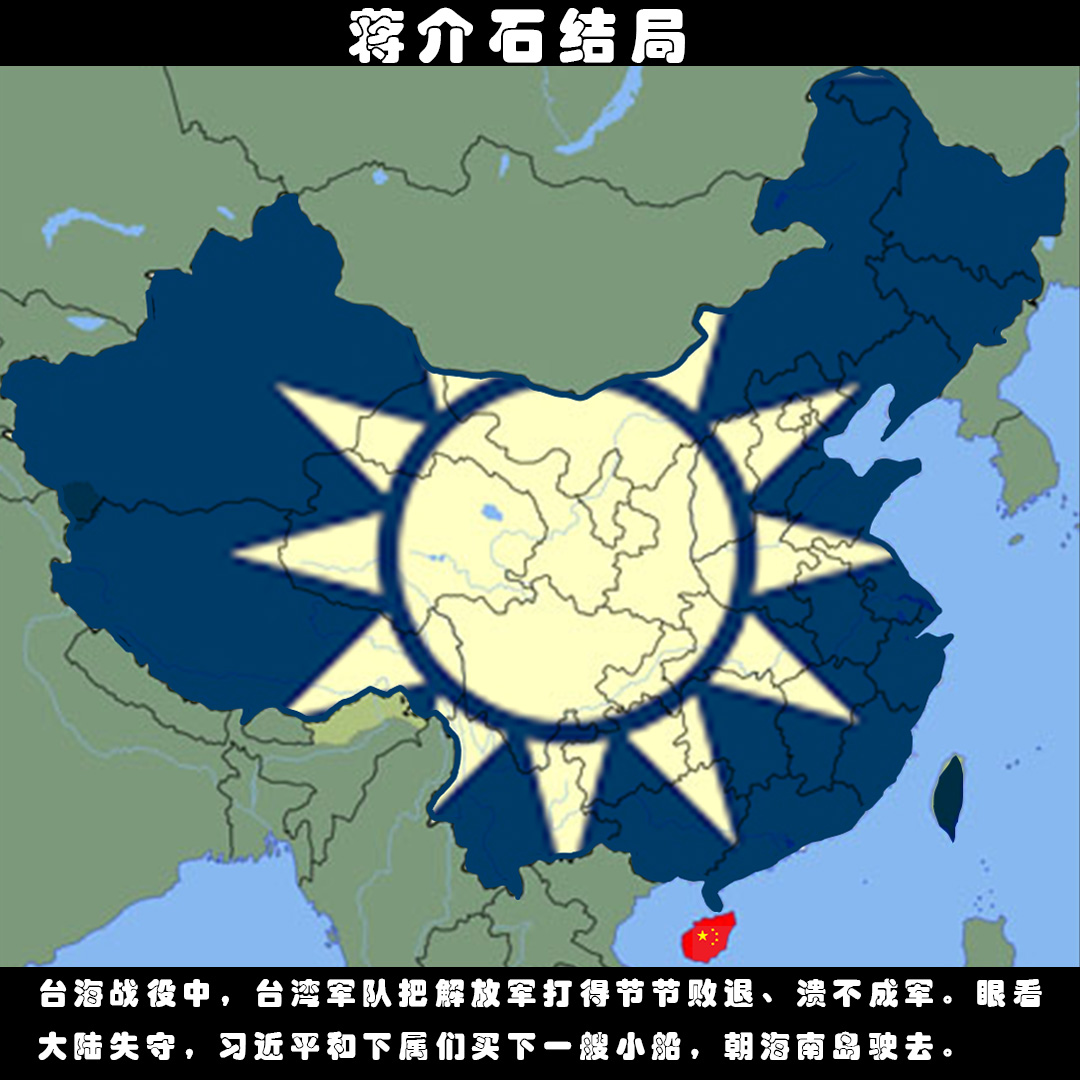 蒋介石结局
台海战役中，台湾军队把解放军打得节节败退、溃不成军。眼看
大陆失守，习近平和下属们买下一艘小船，朝海南岛驶去。